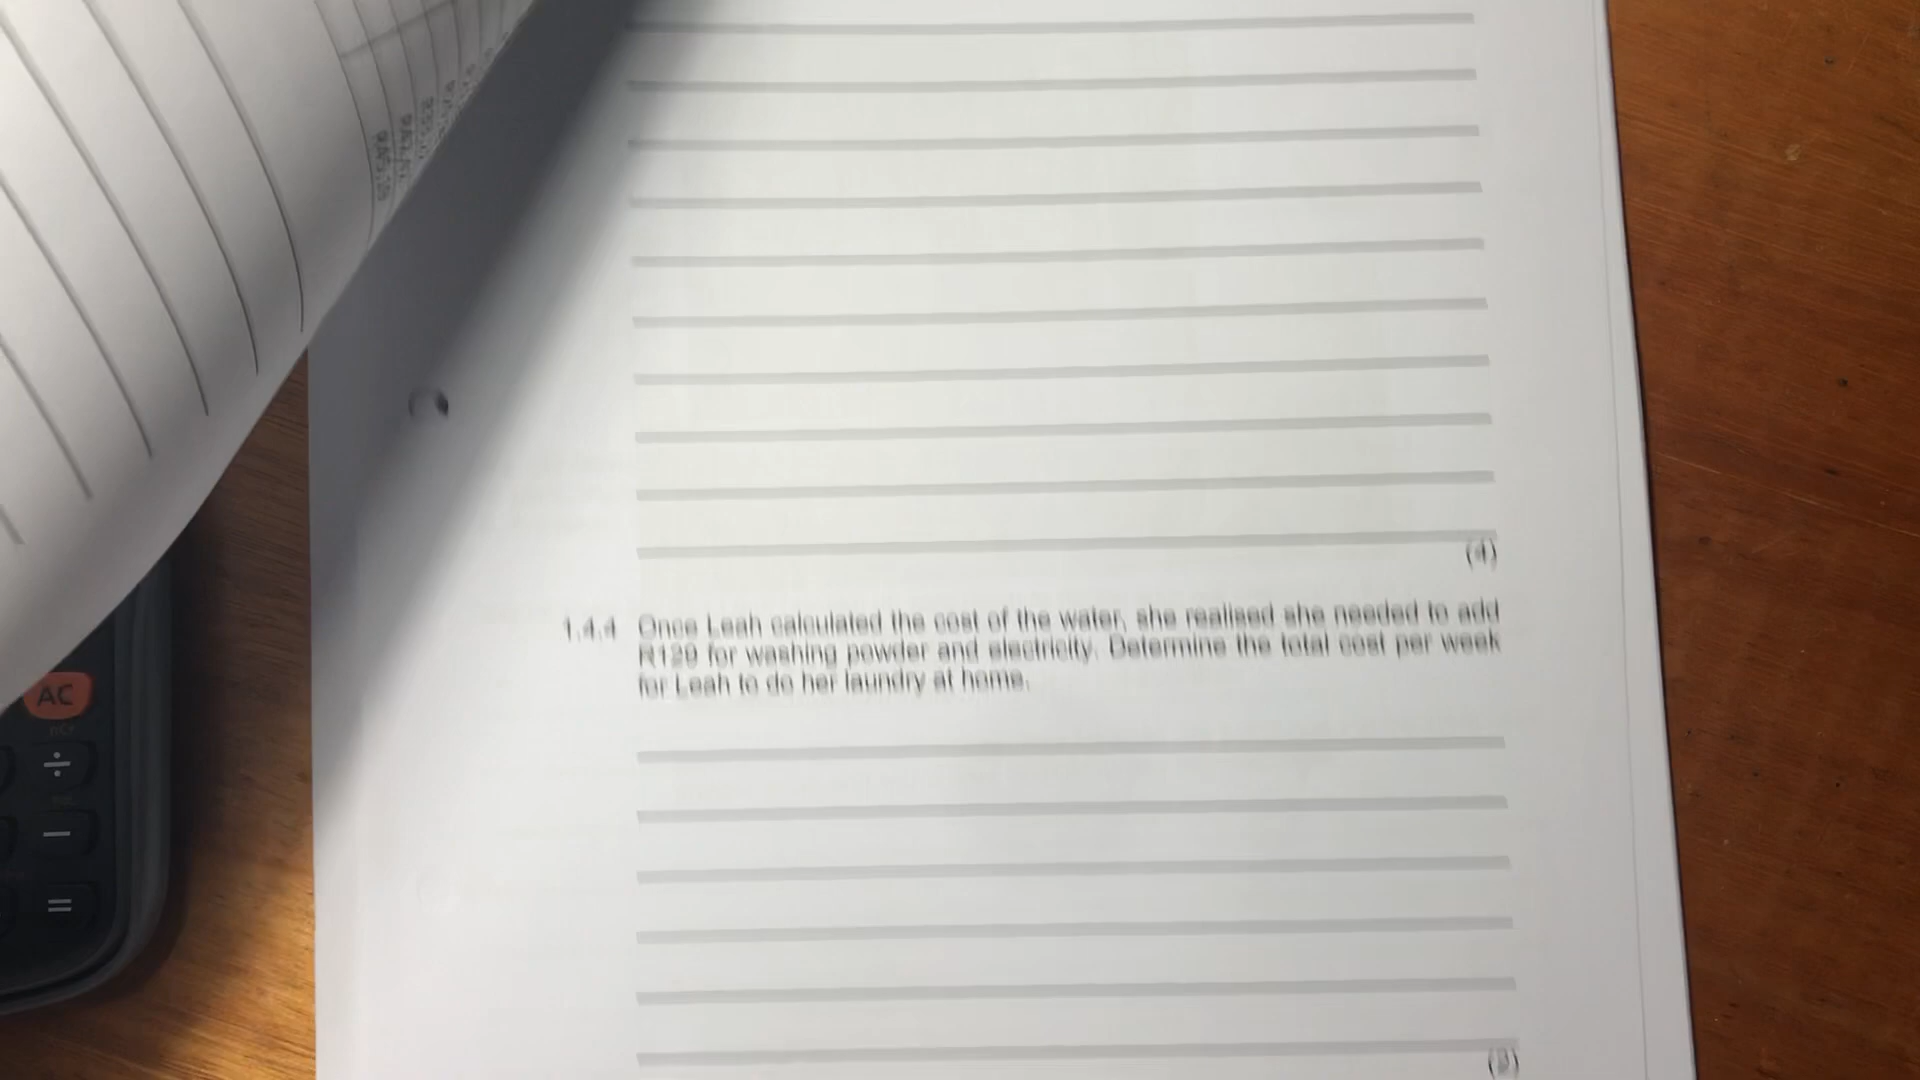 (4)
1.4.4 Once Leah calculated the cost of the water, she realised she needed to add
R129 for washing powder and electricity. Determine the total cost per week
for Leah to do her laundry at home.
AC
÷
−
=